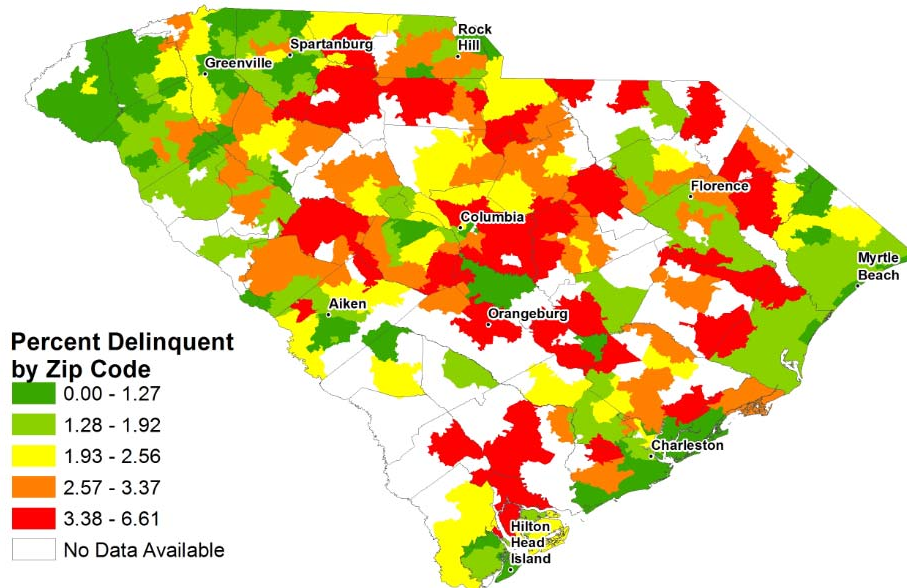 Rock
Hill
Spartanburg
Greenville
Florence
Columbia
Myrtle
Beach
Aiken
Orangeburg
Percent Delinquent
by Zip Code
0.00 - 1.27
1.28 - 1.92
1.93 - 2.56
2.57 - 3.37
3.38 - 6.61
No Data Available
Charleston
Hilton
Head
Island